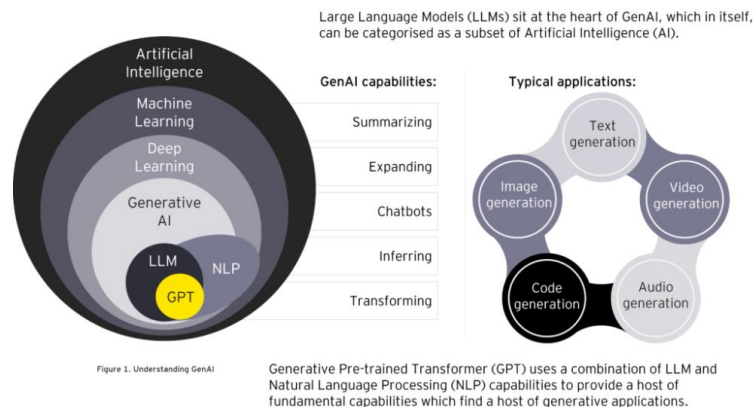 Large Language Models (LLMs) sit at the heart of GenAI, which in itself,
can be categorised as a subset of Artificial Intelligence (AI).
Artificial
Intelligence
Machine
Learning
Deep
Learning
Generative
AI
LLM
NLP
GPT
Figure 1. Understanding GenAI
GenAI capabilities:
Summarizing
Expanding
Chatbots
Inferring
Transforming
Typical applications:
Text
generation
Image
generation
Video
generation
Code
generation
Audio
generation
Generative Pre-trained Transformer (GPT) uses a combination of LLM and
Natural Language Processing (NLP) capabilities to provide a host of
fundamental capabilities which find a host of generative applications.